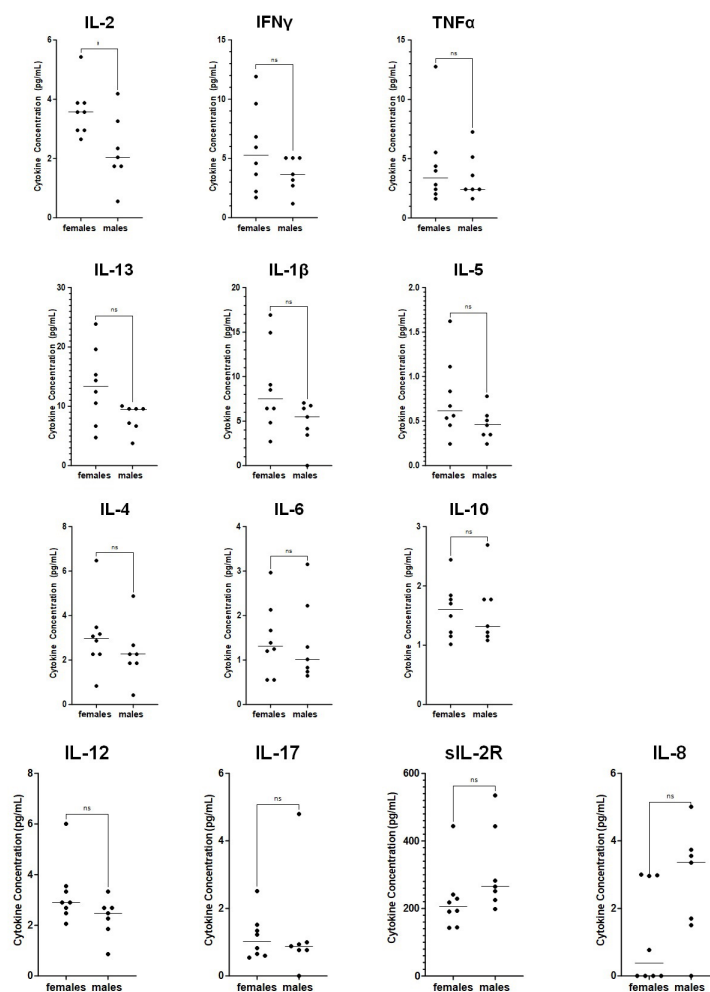 IL-2
Cytokine Concentration (pg/mL)
6
4
2
0
females males
IFNγ
Cytokine Concentration (pg/mL)
15
10
5
0
ns
females males
TNFα
Cytokine Concentration (pg/mL)
15
10
5
0
ns
females males
IL-13
Cytokine Concentration (pg/mL)
30
20
10
0
ns
females males
IL-1β
Cytokine Concentration (pg/mL)
20
15
10
5
0
ns
females males
IL-5
Cytokine Concentration (pg/mL)
2.0
1.5
1.0
0.5
0.0
ns
females males
IL-4
Cytokine Concentration (pg/mL)
8
6
4
2
0
ns
females males
IL-6
Cytokine Concentration (pg/mL)
4
3
2
1
0
ns
females males
IL-10
Cytokine Concentration (pg/mL)
3
2
1
0
ns
females males
IL-12
Cytokine Concentration (pg/mL)
8
6
4
2
0
ns
females males
IL-17
Cytokine Concentration (pg/mL)
6
4
2
0
ns
females males
sIL-2R
Cytokine Concentration (pg/mL)
600
400
200
0
ns
females males
IL-8
Cytokine Concentration (pg/mL)
6
4
2
0
ns
females males